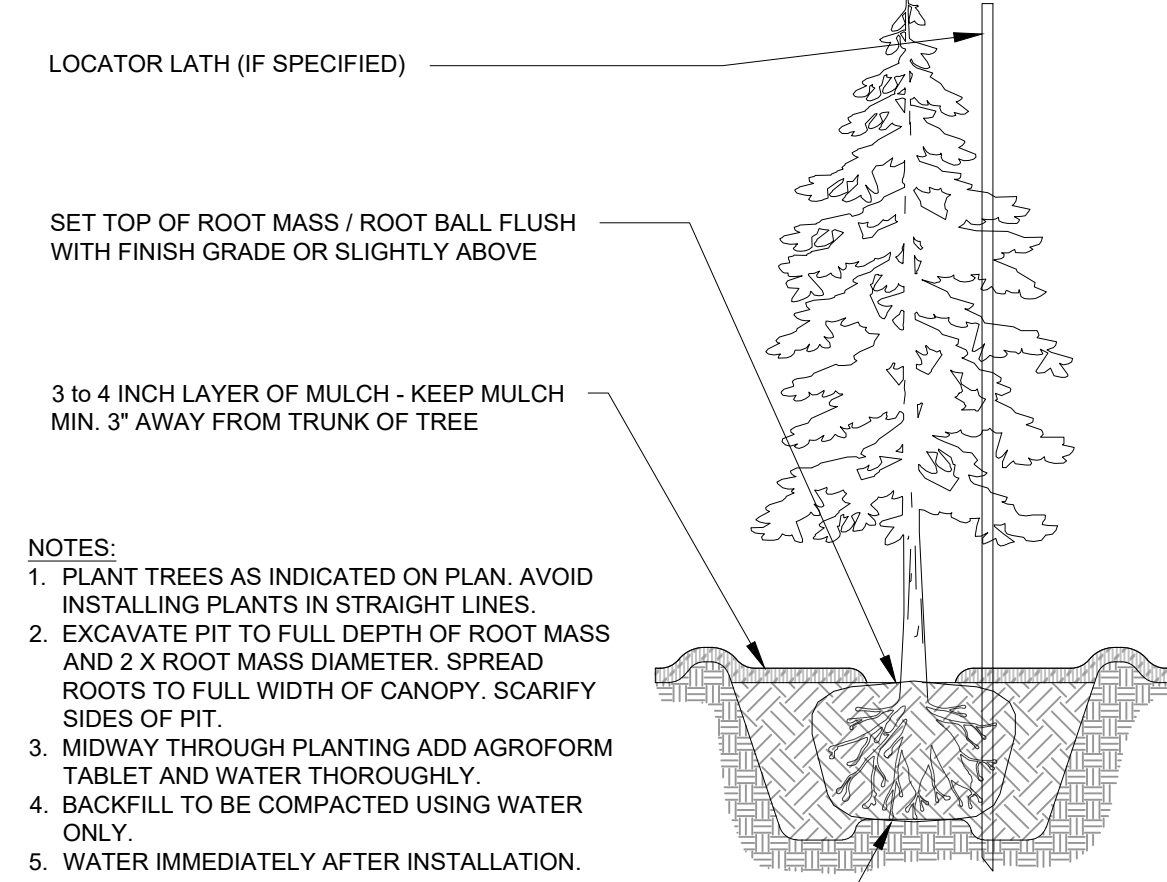 LOCATOR LATH (IF SPECIFIED)
SET TOP OF ROOT MASS / ROOT BALL FLUSH
WITH FINISH GRADE OR SLIGHTLY ABOVE
3 to 4 INCH LAYER OF MULCH - KEEP MULCH
MIN. 3" AWAY FROM TRUNK OF TREE
NOTES:
1. PLANT TREES AS INDICATED ON PLAN. AVOID
INSTALLING PLANTS IN STRAIGHT LINES.
2. EXCAVATE PIT TO FULL DEPTH OF ROOT MASS
AND 2 X ROOT MASS DIAMETER. SPREAD
ROOTS TO FULL WIDTH OF CANOPY. SCARIFY
SIDES OF PIT.
3. MIDWAY THROUGH PLANTING ADD AGROFORM
TABLET AND WATER THOROUGHLY.
4. BACKFILL TO BE COMPACTED USING WATER
ONLY.
5. WATER IMMEDIATELY AFTER INSTALLATION.